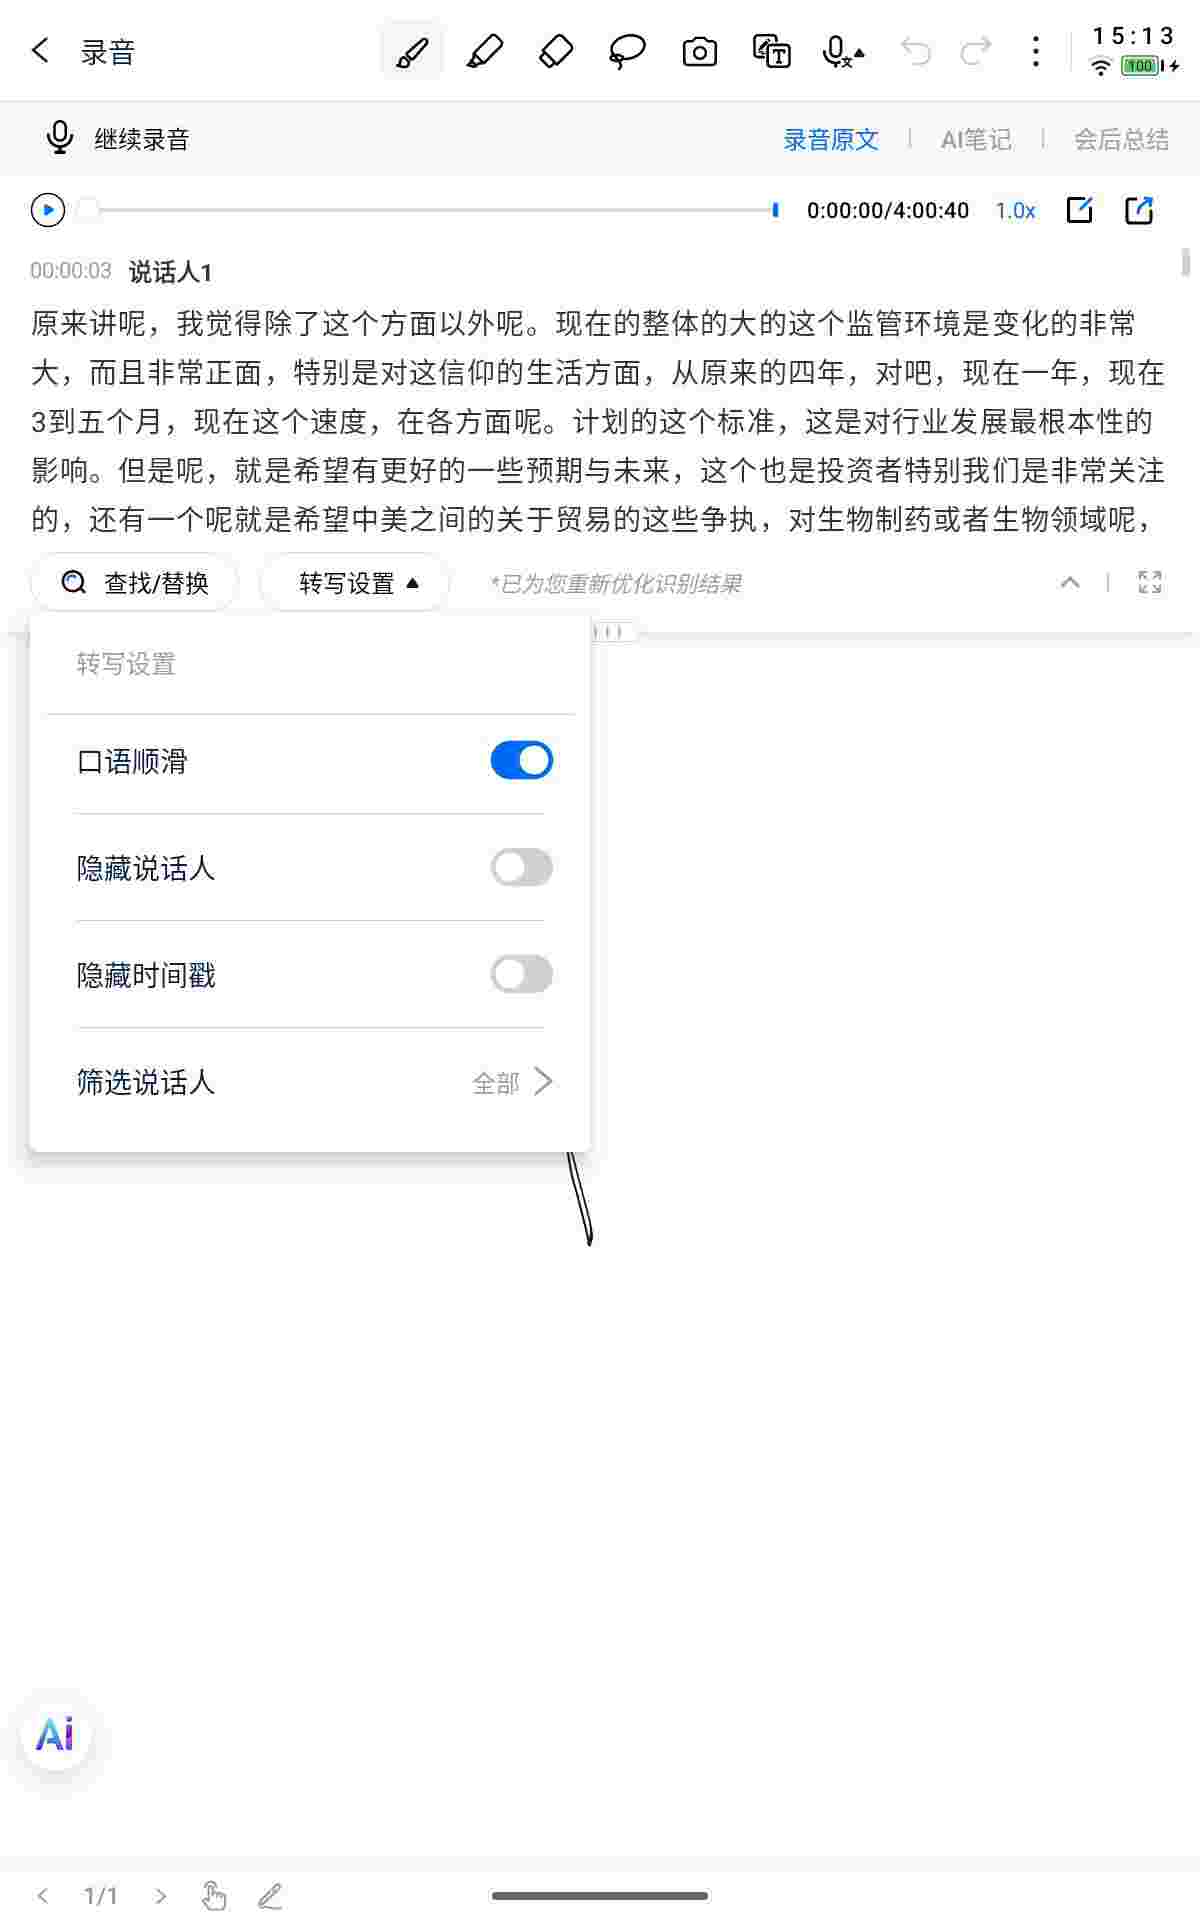 录音
15:13
100
继续录音
录音原文
AI笔记
会后总结
0:00:00/4:00:40
1.0x
00:00:03 说话人1
原来讲呢，我觉得除了这个方面以外呢。现在的整体的大的这个监管环境是变化的非常
大，而且非常正面，特别是对这信仰的生活方面，从原来的四年，对吧，现在一年，现在
3到五个月，现在这个速度，在各方面呢。计划的这个标准，这是对行业发展最根本性的
影响。但是呢，就是希望有更好的一些预期与未来，这个也是投资者特别我们是非常关注
的，还有一个呢就是希望中美之间的关于贸易的这些争执，对生物制药或者生物领域呢，
查找/替换
转写设置
*已为您重新优化识别结果
转写设置
口语顺滑
隐藏说话人
隐藏时间戳
筛选说话人
全部
Ai
1/1